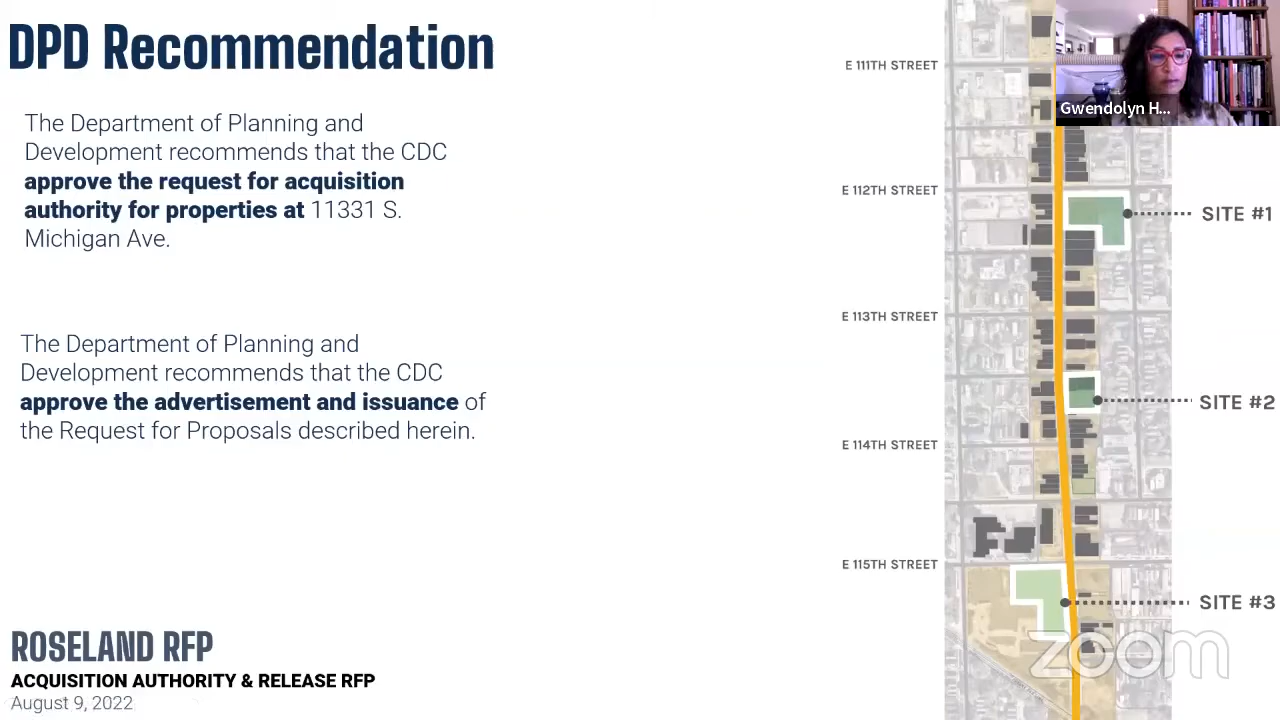 DPD Recommendation
The Department of Planning and
Development recommends that the CDC
approve the request for acquisition
authority for properties at 11331 S.
Michigan Ave.
The Department of Planning and
Development recommends that the CDC
approve the advertisement and issuance of
the Request for Proposals described herein.
ROSELAND RFP
ACQUISITION AUTHORITY & RELEASE RFP
August 9, 2022
E 111TH STREET
E 112TH STREET
E 113TH STREET
E 114TH STREET
E 115TH STREET
Gwendolyn H...
SITE #1
SITE #2
SITE #3
zoom